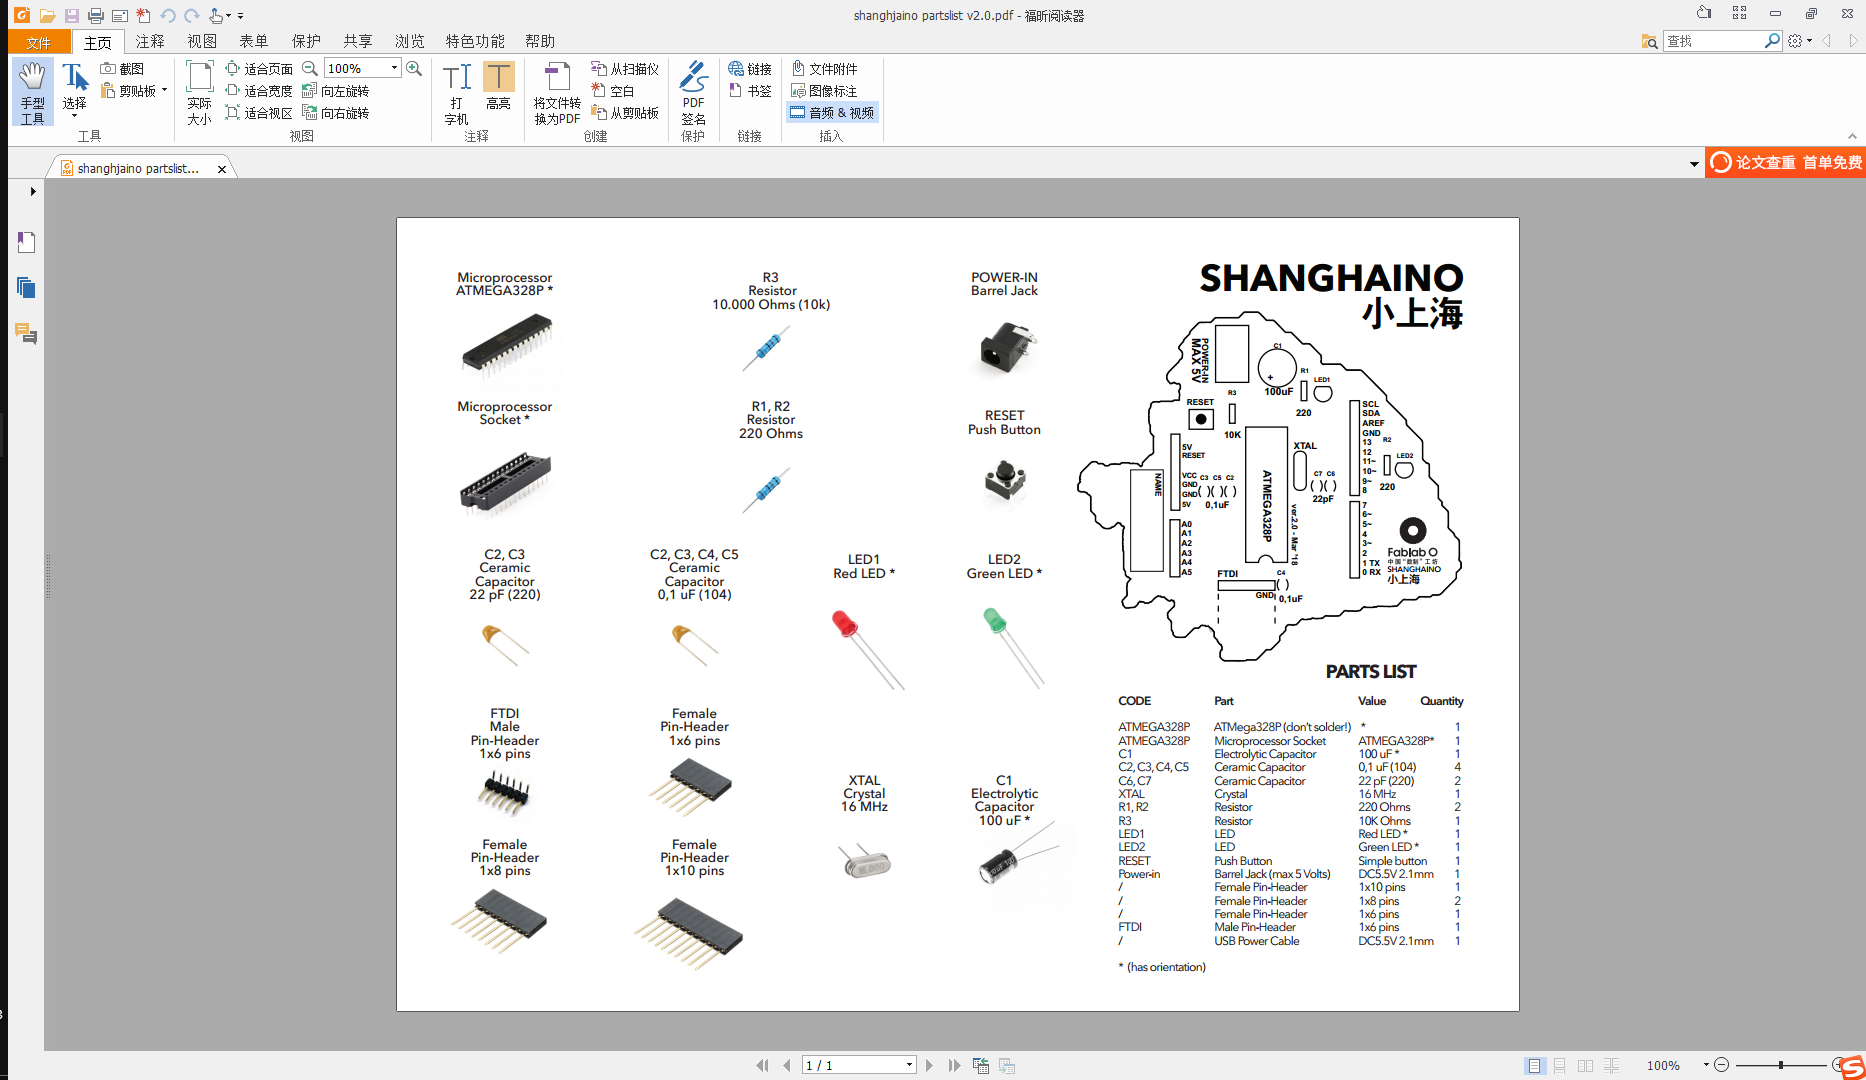 shanghjaino partslist v2.0.pdf - 福昕阅读器
文件 主页 注释 视图 表单 保护 共享 浏览 特色功能 帮助
查找
手型
工具
选择
截图
剪贴板
工具
实际
大小
适合页面
适合宽度
适合视区
100%
向左旋转
向右旋转
视图
打
字机
高亮
注释
将文件转
换为PDF
从扫描仪
空白
从剪贴板
创建
PDF
签名
保护
链接
书签
链接
文件附件
图像标注
音频 & 视频
插入
shanghjaino partslist...
论文查重 首单免费
Microprocessor
ATMEGA328P *
R3
Resistor
10.000 Ohms (10k)
POWER-IN
Barrel Jack
Microprocessor
Socket *
R1, R2
Resistor
220 Ohms
RESET
Push Button
C2, C3
Ceramic
Capacitor
22 pF (220)
C2, C3, C4, C5
Ceramic
Capacitor
0,1 uF (104)
LED1
Red LED *
LED2
Green LED *
FTDI
Male
Pin-Header
1x6 pins
Female
Pin-Header
1x6 pins
XTAL
Crystal
16 MHz
16.000
C1
Electrolytic
Capacitor
100 uF *
Female
Pin-Header
1x8 pins
Female
Pin-Header
1x10 pins
SHANGHAINO
小上海
POWER-IN
MAX 5V
C1
+
100uF
R1
LED1
220
R3
RESET
10K
SCL
SDA
AREF
GND
13
12
11~
10~
9~
8
R2
LED2
220
XTAL
C7 C6
22pF
5V
RESET
VCC
GND
GND
5V
C3 C5 C2
0,1uF
NAME
ATMEGA328P
ver.2.0 - Mar '18
A0
A1
A2
A3
A4
A5
7
6~
5~
4
3~
2
1 TX
0 RX
Fablab O
中国“数制”工坊
SHANGHAINO
小上海
FTDI
C4
GND
0,1uF
PARTS LIST
CODE Part Value Quantity
ATMEGA328P ATMega328P (don't solder!) * 1
ATMEGA328P Microprocessor Socket ATMEGA328P* 1
C1 Electrolytic Capacitor 100 uF * 1
C2, C3, C4, C5 Ceramic Capacitor 0,1 uF (104) 4
C6, C7 Ceramic Capacitor 22 pF (220) 2
XTAL Crystal 16 MHz 1
R1, R2 Resistor 220 Ohms 2
R3 Resistor 10K Ohms 1
LED1 LED Red LED * 1
LED2 LED Green LED * 1
RESET Push Button Simple button 1
Power-in Barrel Jack (max 5 Volts) DC5.5V 2.1mm 1
/ Female Pin-Header 1x10 pins 1
/ Female Pin-Header 1x8 pins 2
/ Female Pin-Header 1x6 pins 1
FTDI Male Pin-Header 1x6 pins 1
/ USB Power Cable DC5.5V 2.1mm 1
* (has orientation)
1 / 1
100%